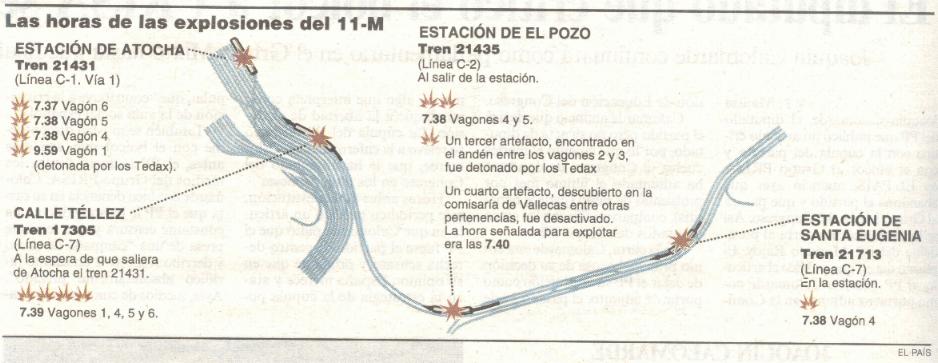 Las horas de las explosiones del 11-M
ESTACIÓN DE ATOCHA
Tren 21431
(Línea C-1. Vía 1)
7.37 Vagón 6
7.38 Vagón 5
7.38 Vagón 4
9.59 Vagón 1
(detonada por los Tedax).
CALLE TÉLLEZ
Tren 17305
(Línea C-7)
A la espera de que saliera
de Atocha el tren 21431.
7.39 Vagones 1, 4, 5 y 6.
ESTACIÓN DE EL POZO
Tren 21435
(Línea C-2)
Al salir de la estación.
7.38 Vagones 4 y 5.
Un tercer artefacto, encontrado en
el andén entre los vagones 2 y 3,
fue detonado por los Tedax
Un cuarto artefacto, descubierto en
comisaría de Vallecas entre otras
pertenencias, fue desactivado.
La hora señalada para explotar
era las 7.40
ESTACIÓN DE
SANTA EUGENIA
Tren 21713
(Línea C-7)
En la estación.
7.38 Vagón 4
EL PAÍS